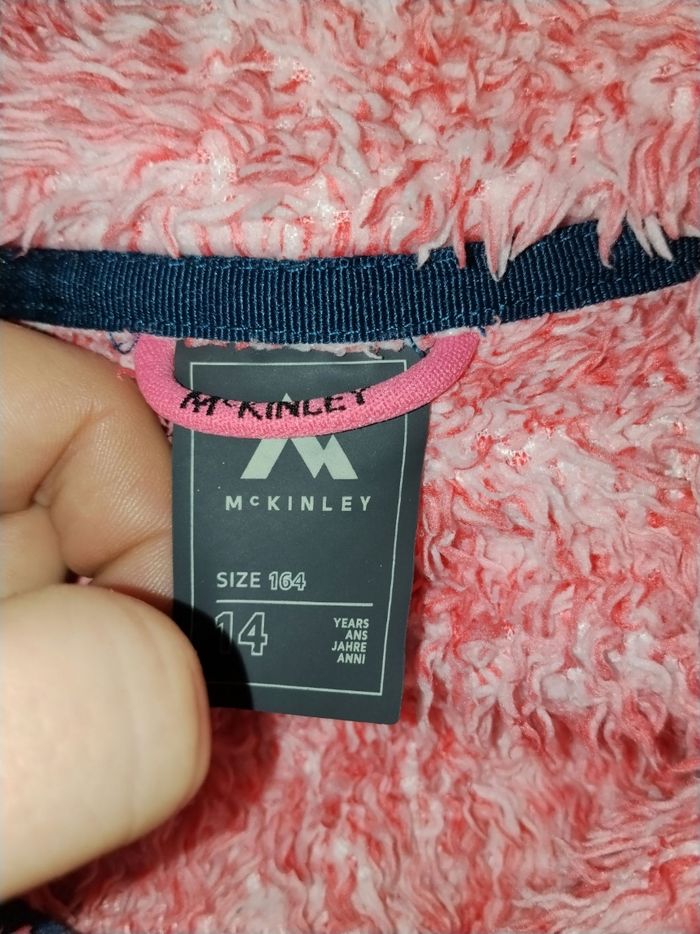 McKINLEY
McKINLEY
SIZE 164
14
YEARS
ANS
JAHRE
ANNI